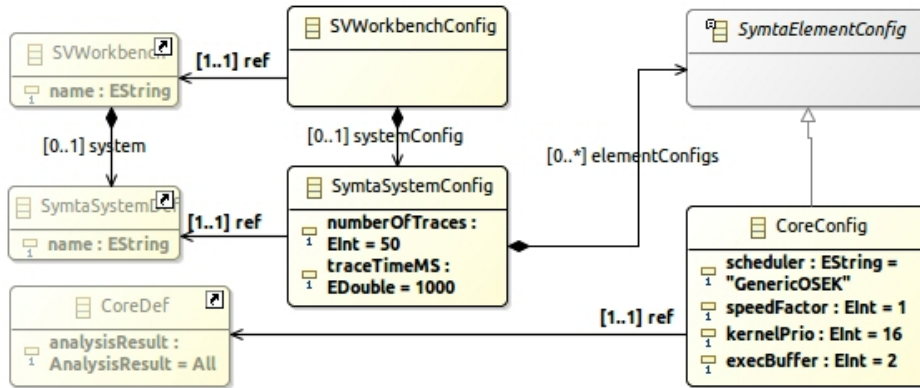 SVWorkbench
name : EString
SVWorkbenchConfig
SymtaElementConfig
[1..1] ref
[0..1] system
[0..1] systemConfig
[0..*] elementConfigs
SymtaSystemDef
name : EString
[1..1] ref
SymtaSystemConfig
numberOfTraces :
EInt = 50
traceTimeMS :
EDouble = 1000
CoreConfig
scheduler : EString =
"GenericOSEK"
speedFactor : EInt = 1
kernelPrio : EInt = 16
execBuffer : EInt = 2
CoreDef
analysisResult :
AnalysisResult = All
[1..1] ref